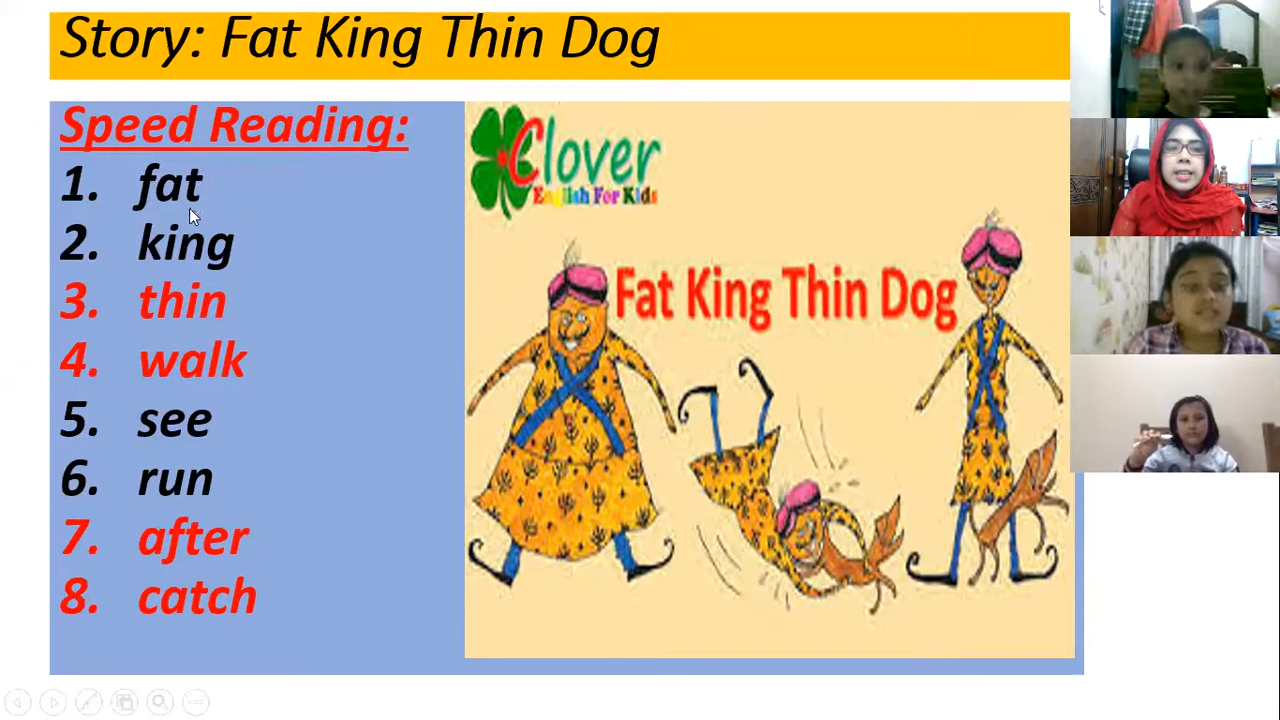 Story: Fat King Thin Dog
Speed Reading:
1. fat
2. king
3. thin
4. walk
5. see
6. run
7. after
8. catch
Clover
English For Kids
Fat King Thin Dog